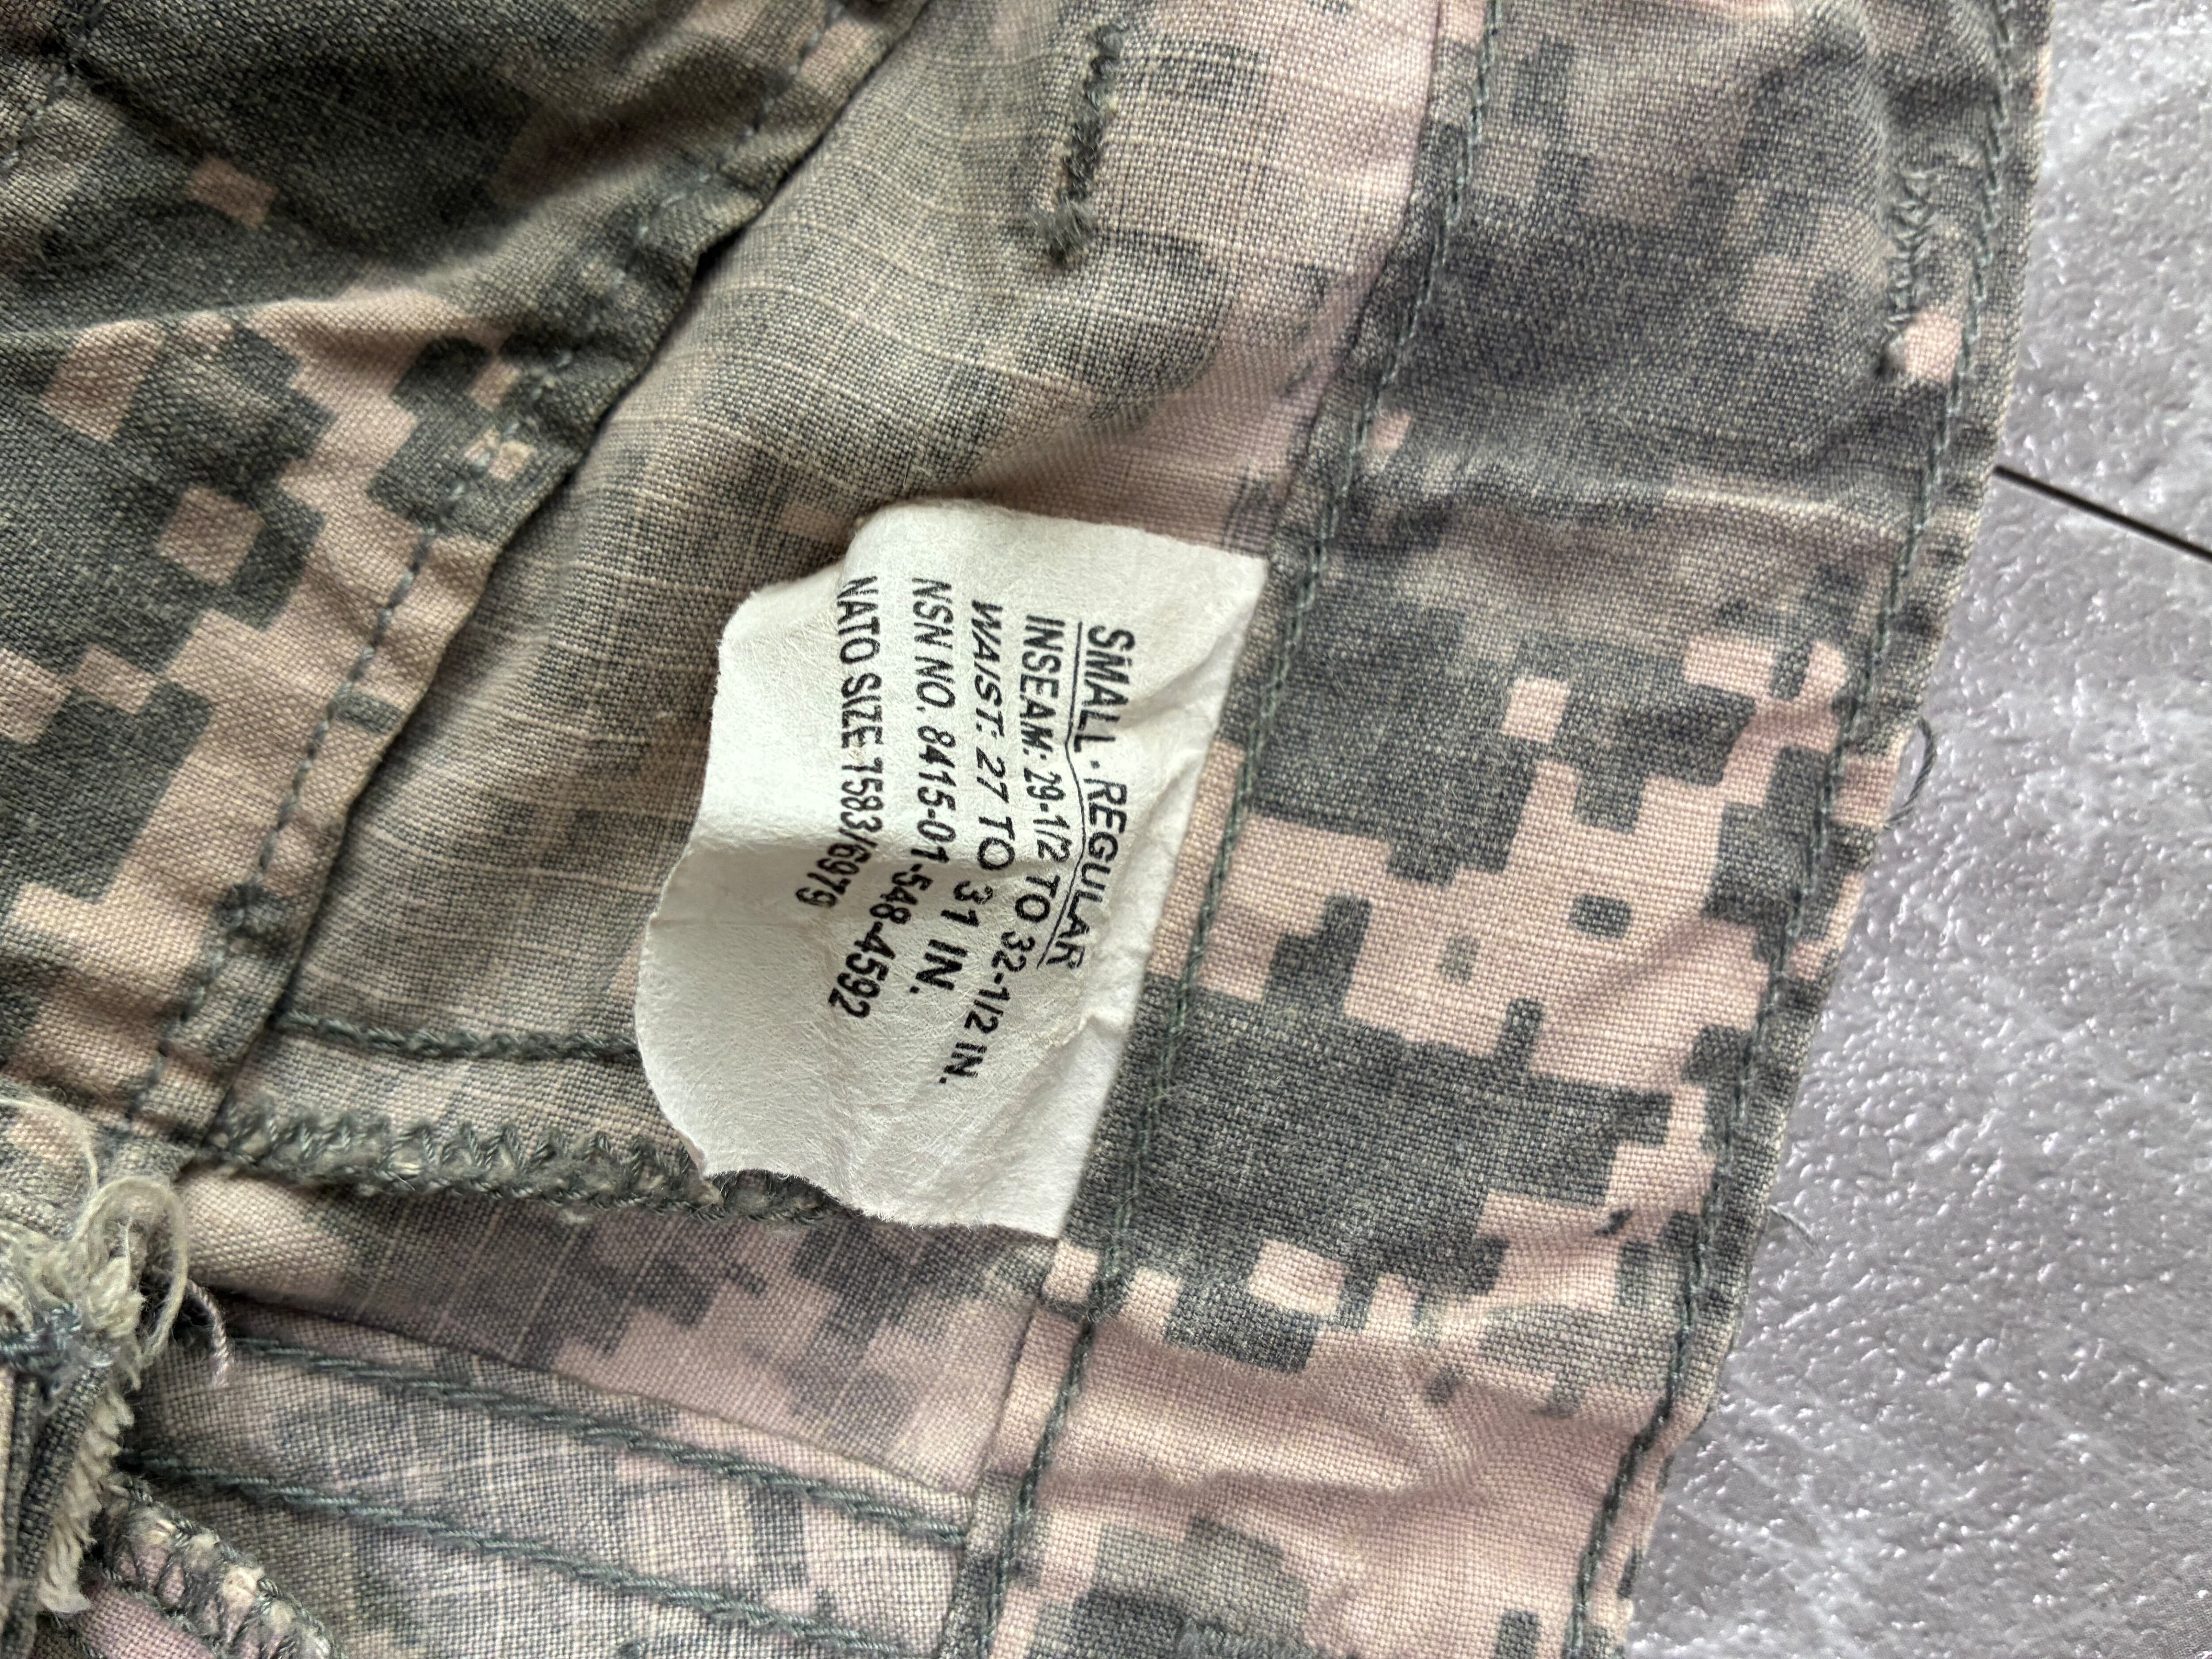 SMALL - REGULAR
INSEAM: 29-1/2 TO 32-1/2 IN.
WAIST: 27 TO 31 IN.
NSN NO. 8415-01-548-4592
NATO SIZE 7583/6979